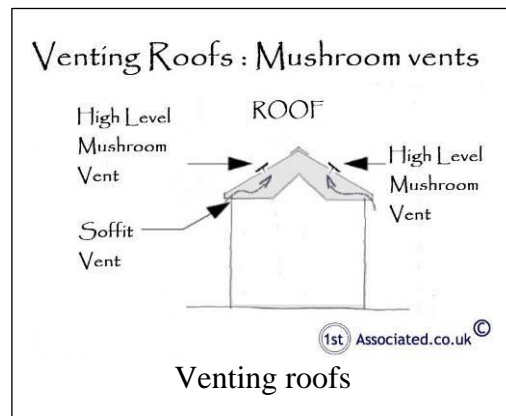 Venting Roofs : Mushroom vents
ROOF
High Level
Mushroom
Vent
High Level
Mushroom
Vent
Soffit
Vent
1st Associated.co.uk ©
Venting roofs